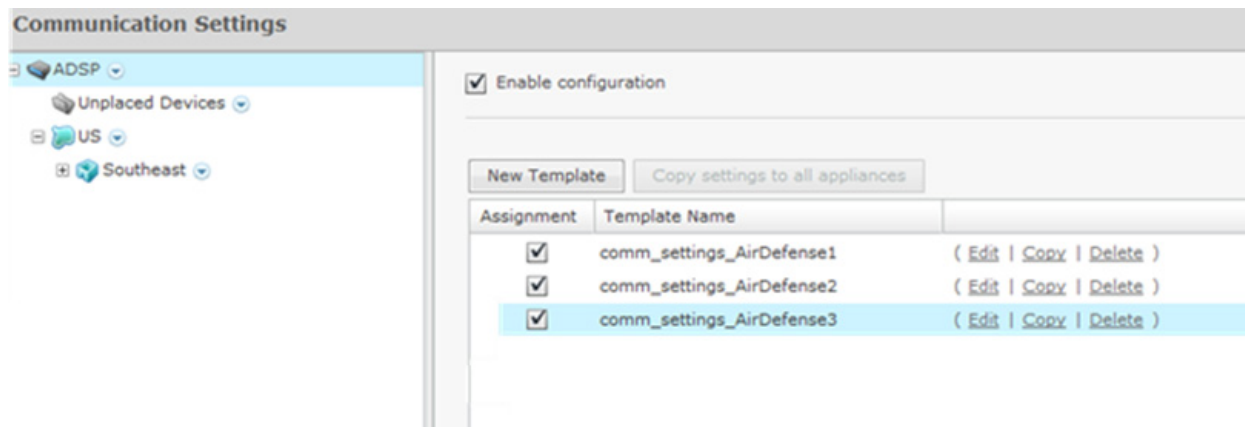 Communication Settings
ADSP
Unplaced Devices
US
Southeast
Enable configuration
New Template
Copy settings to all appliances
Assignment Template Name
comm_settings_AirDefense1 ( Edit | Copy | Delete )
comm_settings_AirDefense2 ( Edit | Copy | Delete )
comm_settings_AirDefense3 ( Edit | Copy | Delete )